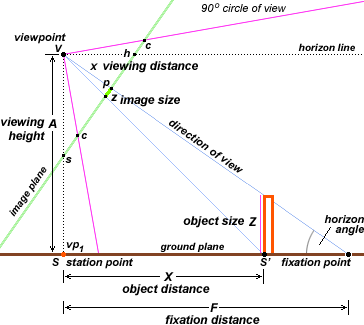 90° circle of view
viewpoint
V
c
h
horizon line
x viewing distance
p
z image size
viewing A
height
c
direction of view
s
image plane
object size Z
horizon
angle
vp1
ground plane
S station point
S'
fixation point
X
object distance
F
fixation distance